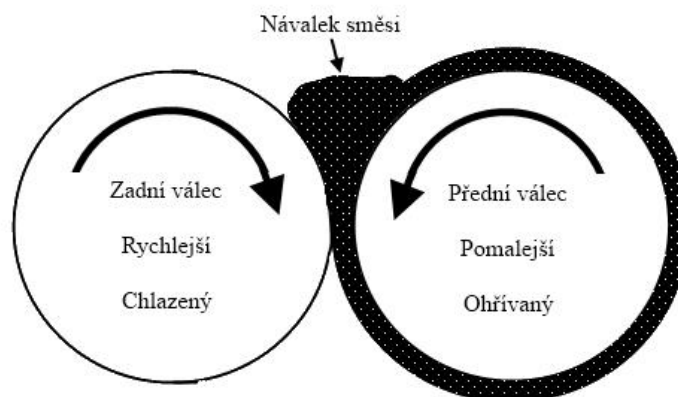 Návalek směsi
Zadní válec
Rychlejší
Chlazený
Přední válec
Pomalejší
Ohřívaný